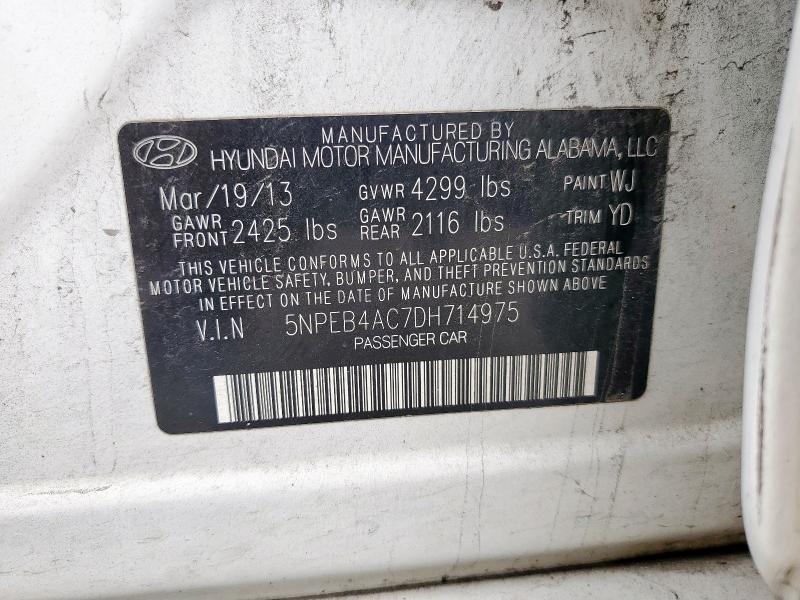 MANUFACTURED BY
HYUNDAI MOTOR MANUFACTURING ALABAMA, LLC
Mar/19/13 GVWR 4299 lbs PAINT WJ
GAWR FRONT 2425 lbs GAWR REAR 2116 lbs TRIM YD
THIS VEHICLE CONFORMS TO ALL APPLICABLE U.S.A. FEDERAL
MOTOR VEHICLE SAFETY, BUMPER, AND THEFT PREVENTION STANDARDS
IN EFFECT ON THE DATE OF MANUFACTURE SHOWN ABOVE
V.I.N 5NPEB4AC7DH714975
PASSENGER CAR